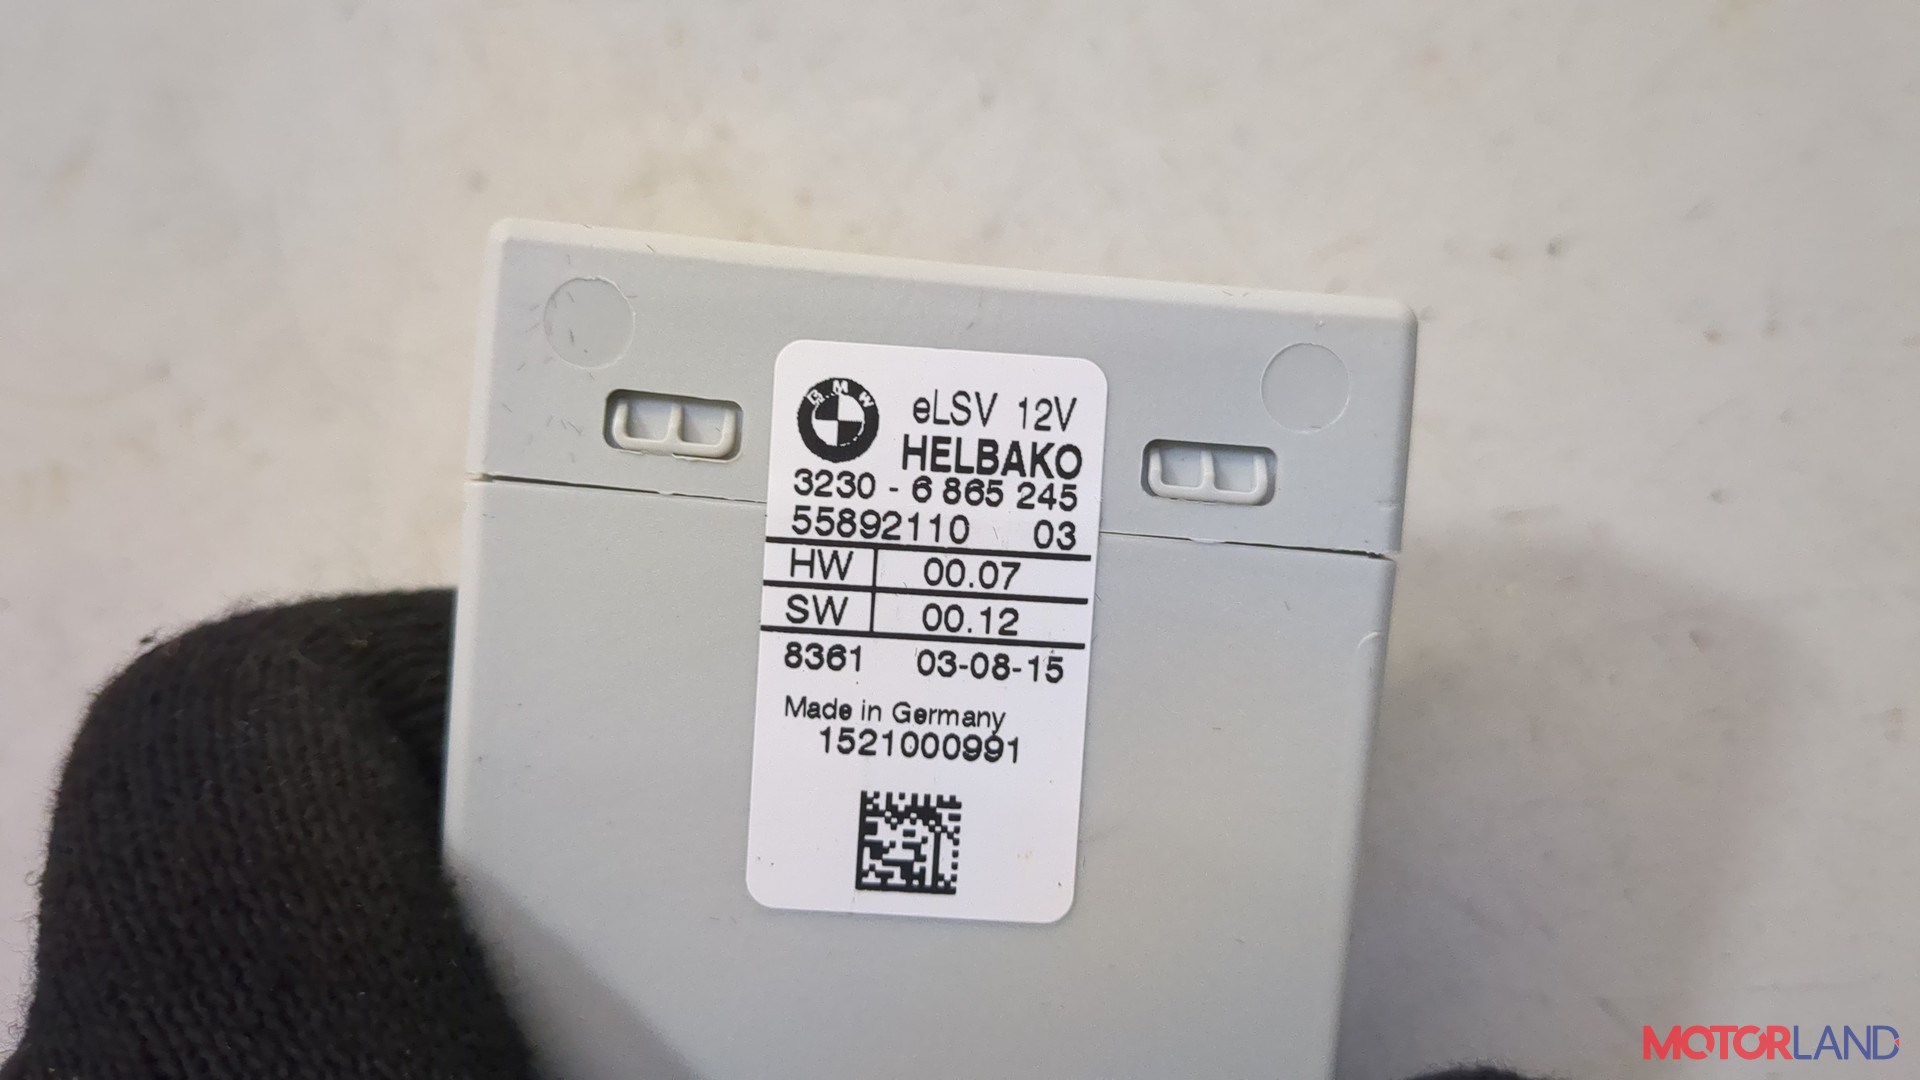 BMW
eLSV 12V
HELBAKO
3230 - 6 865 245
55892110 03
HW 00.07
SW 00.12
8361 03-08-15
Made in Germany
1521000991
MOTORLAND